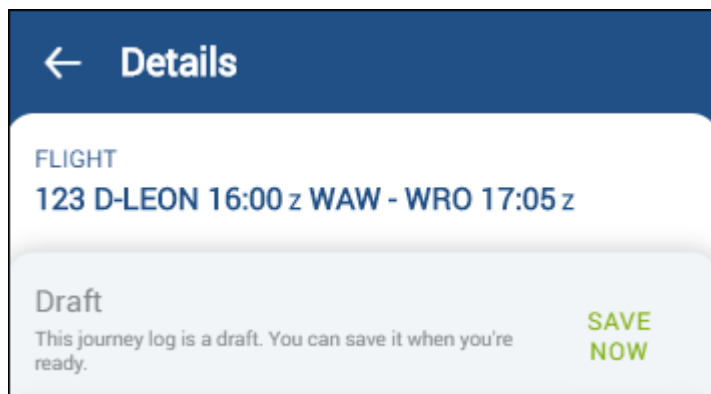 Details
FLIGHT
123 D-LEON 16:00 z WAW - WRO 17:05 z
Draft
This journey log is a draft. You can save it when you're
ready.
SAVE
NOW